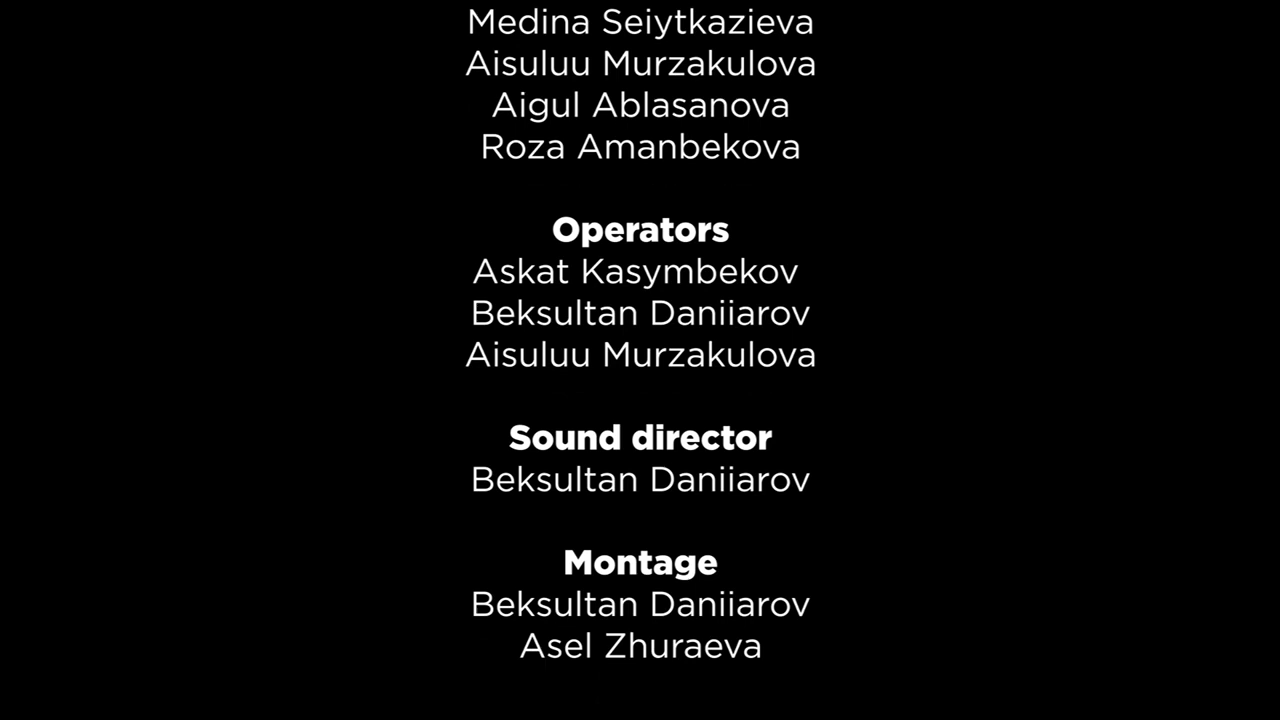 Medina Seiytkazieva
Aisuluu Murzakulova
Aigul Ablasanova
Roza Amanbekova
Operators
Askat Kasymbekov
Beksultan Daniiarov
Aisuluu Murzakulova
Sound director
Beksultan Daniiarov
Montage
Beksultan Daniiarov
Asel Zhuraeva